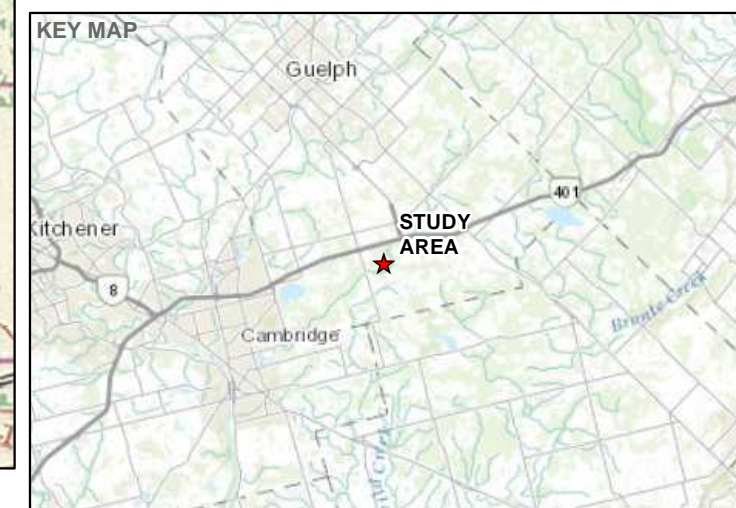 KEY MAP
Guelph
401
STUDY
AREA
Kitchener
8
Cambridge
Bronte Creek